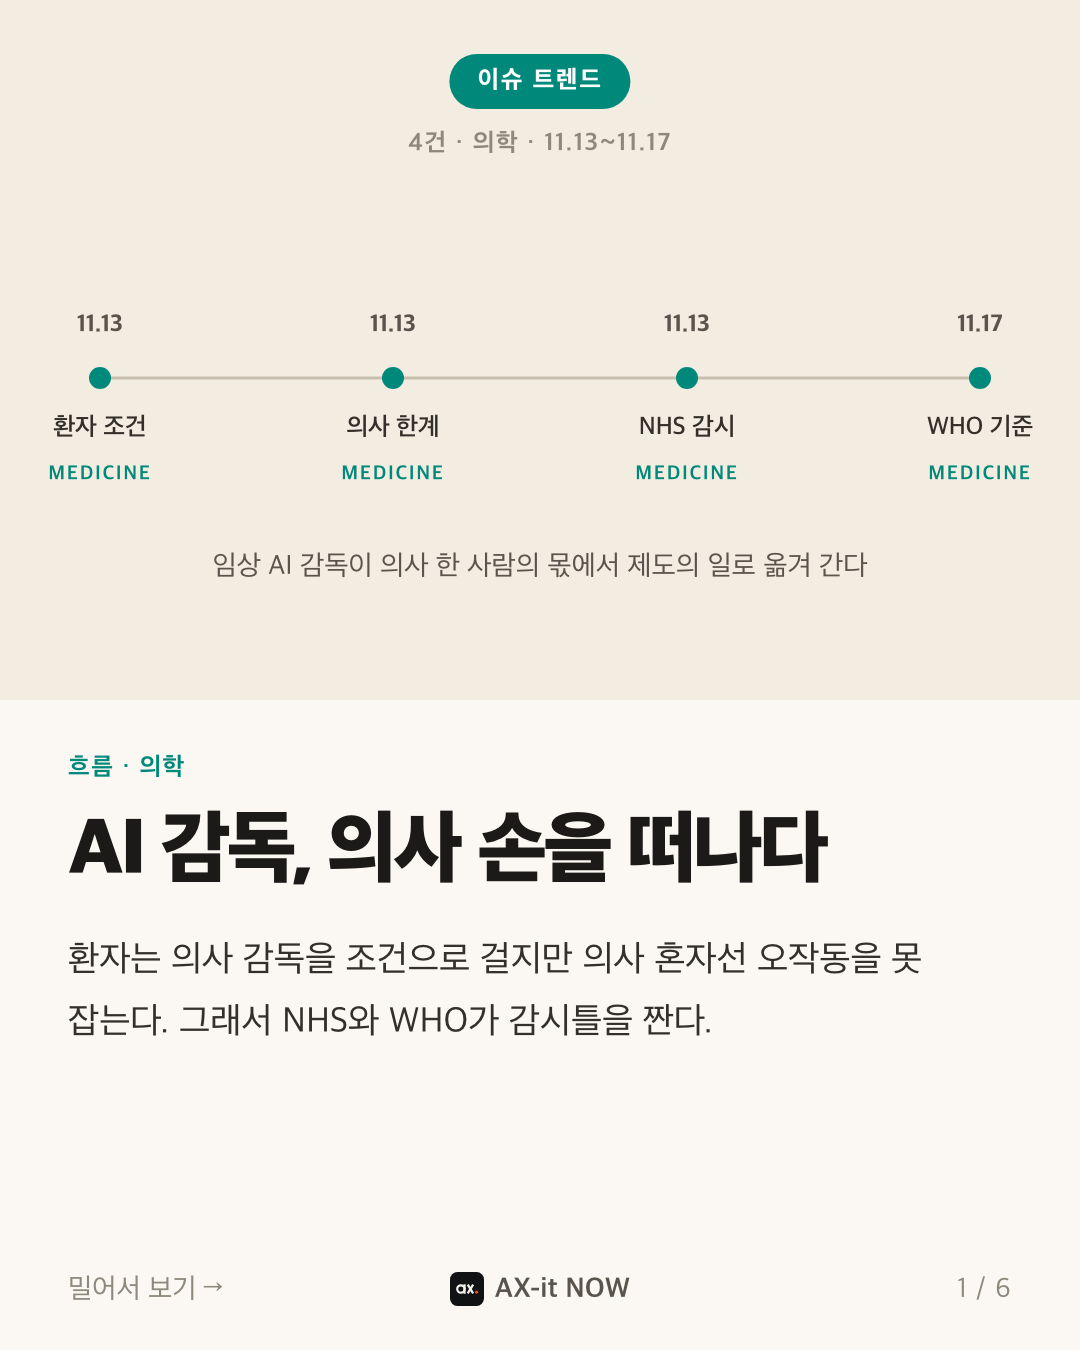 이슈 트렌드
4건 · 의학 · 11.13~11.17
11.13 11.13 11.13 11.17
환자 조건 의사 한계 NHS 감시 WHO 기준
MEDICINE MEDICINE MEDICINE MEDICINE
임상 AI 감독이 의사 한 사람의 몫에서 제도의 일로 옮겨 간다
흐름 · 의학
AI 감독, 의사 손을 떠나다
환자는 의사 감독을 조건으로 걸지만 의사 혼자선 오작동을 못
잡는다. 그래서 NHS와 WHO가 감시틀을 짠다.
밀어서 보기 → ax. AX-it NOW 1 / 6